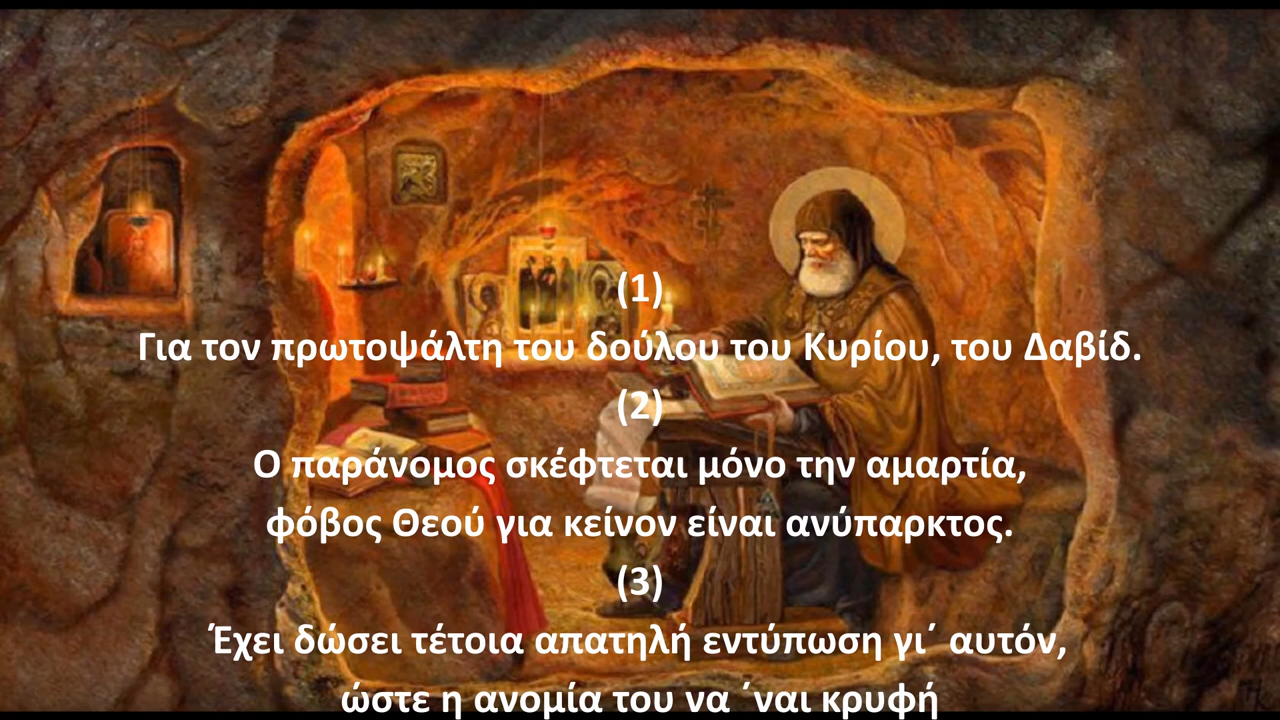 (1)
Για τον πρωτοψάλτη του δούλου του Κυρίου, του Δαβίδ.
(2)
Ο παράνομος σκέφτεται μόνο την αμαρτία,
φόβος Θεού για κείνον είναι ανύπαρκτος.
(3)
Έχει δώσει τέτοια απατηλή εντύπωση γι΄ αυτόν,
ώστε η ανομία του να ΄ναι κρυφή